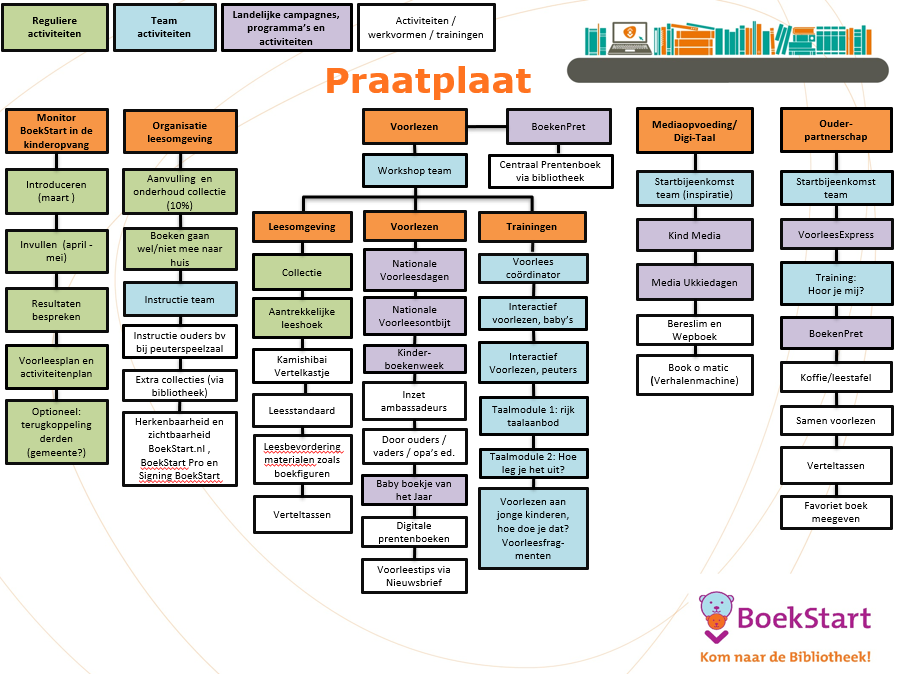 Reguliere
activiteiten
Team
activiteiten
Landelijke campagnes,
programma's en
activiteiten
Activiteiten /
werkvormen / trainingen
Praatplaat
Monitor
BoekStart in de
kinderopvang
Introduceren
(maart )
Invullen (april -
mei)
Resultaten
bespreken
Voorleesplan en
activiteitenplan
Optioneel:
terugkoppeling
derden
(gemeente?)
Organisatie
leesomgeving
Aanvulling en
onderhoud collectie
(10%)
Boeken gaan
wel/niet mee naar
huis
Instructie team
Instructie ouders bv
bij peuterspeelzaal
Extra collecties (via
bibliotheek)
Herkenbaarheid en
zichtbaarheid
BoekStart.nl ,
BoekStart Pro en
Signing BoekStart
Voorlezen
BoekenPret
Centraal Prentenboek
via bibliotheek
Workshop team
Leesomgeving
Collectie
Aantrekkelijke
leeshoek
Kamishibai
Vertelkastje
Leesstandaard
Leesbevordering
materialen zoals
boekfiguren
Verteltassen
Voorlezen
Nationale
Voorleesdagen
Nationale
Voorleesontbijt
Kinder-
boekenweek
Inzet
ambassadeurs
Door ouders /
vaders / opa's ed.
Baby boekje van
het Jaar
Digitale
prentenboeken
Voorleestips via
Nieuwsbrief
Trainingen
Voorlees
coördinator
Interactief
voorlezen, baby's
Interactief
Voorlezen, peuters
Taalmodule 1: rijk
taalaanbod
Taalmodule 2: Hoe
leg je het uit?
Voorlezen aan
jonge kinderen,
hoe doe je dat?
Voorleesfrag-
menten
Mediaopvoeding/
Digi-Taal
Startbijeenkomst
team (inspiratie)
Kind Media
Media Ukkiedagen
Bereslim en
Wepboek
Book o matic
(Verhalenmachine)
Ouder-
partnerschap
Startbijeenkomst
team
VoorleesExpress
Training:
Hoor je mij?
BoekenPret
Koffie/leestafel
Samen voorlezen
Verteltassen
Favoriet boek
meegeven
BoekStart
Kom naar de Bibliotheek!